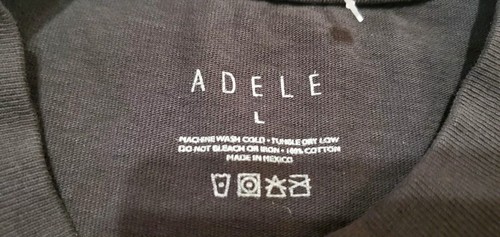 ADELE
L
MACHINE WASH COLD • TUMBLE DRY LOW
DO NOT BLEACH OR IRON • 100% COTTON
MADE IN MEXICO